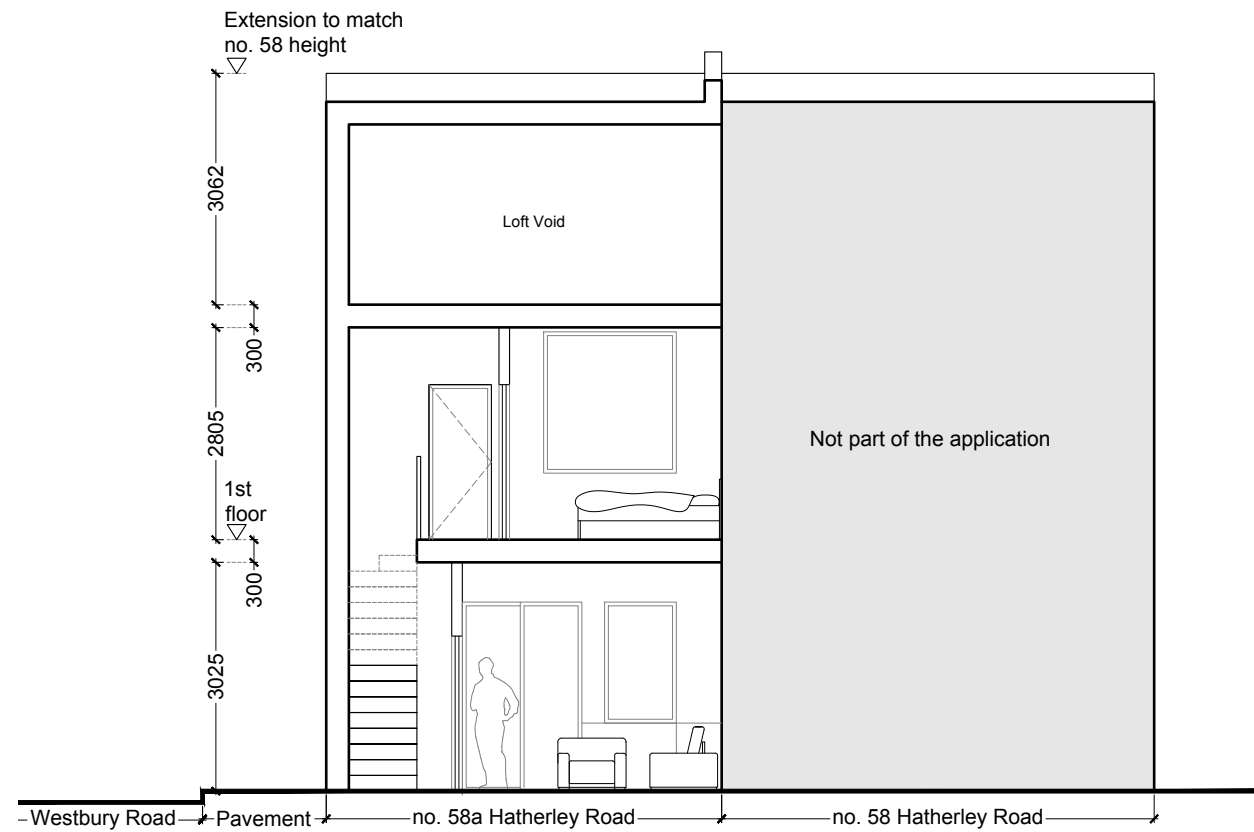 Extension to match
no. 58 height
3062
Loft Void
300
2805
Not part of the application
1st
floor
300
3025
Westbury Road
Pavement
no. 58a Hatherley Road
no. 58 Hatherley Road